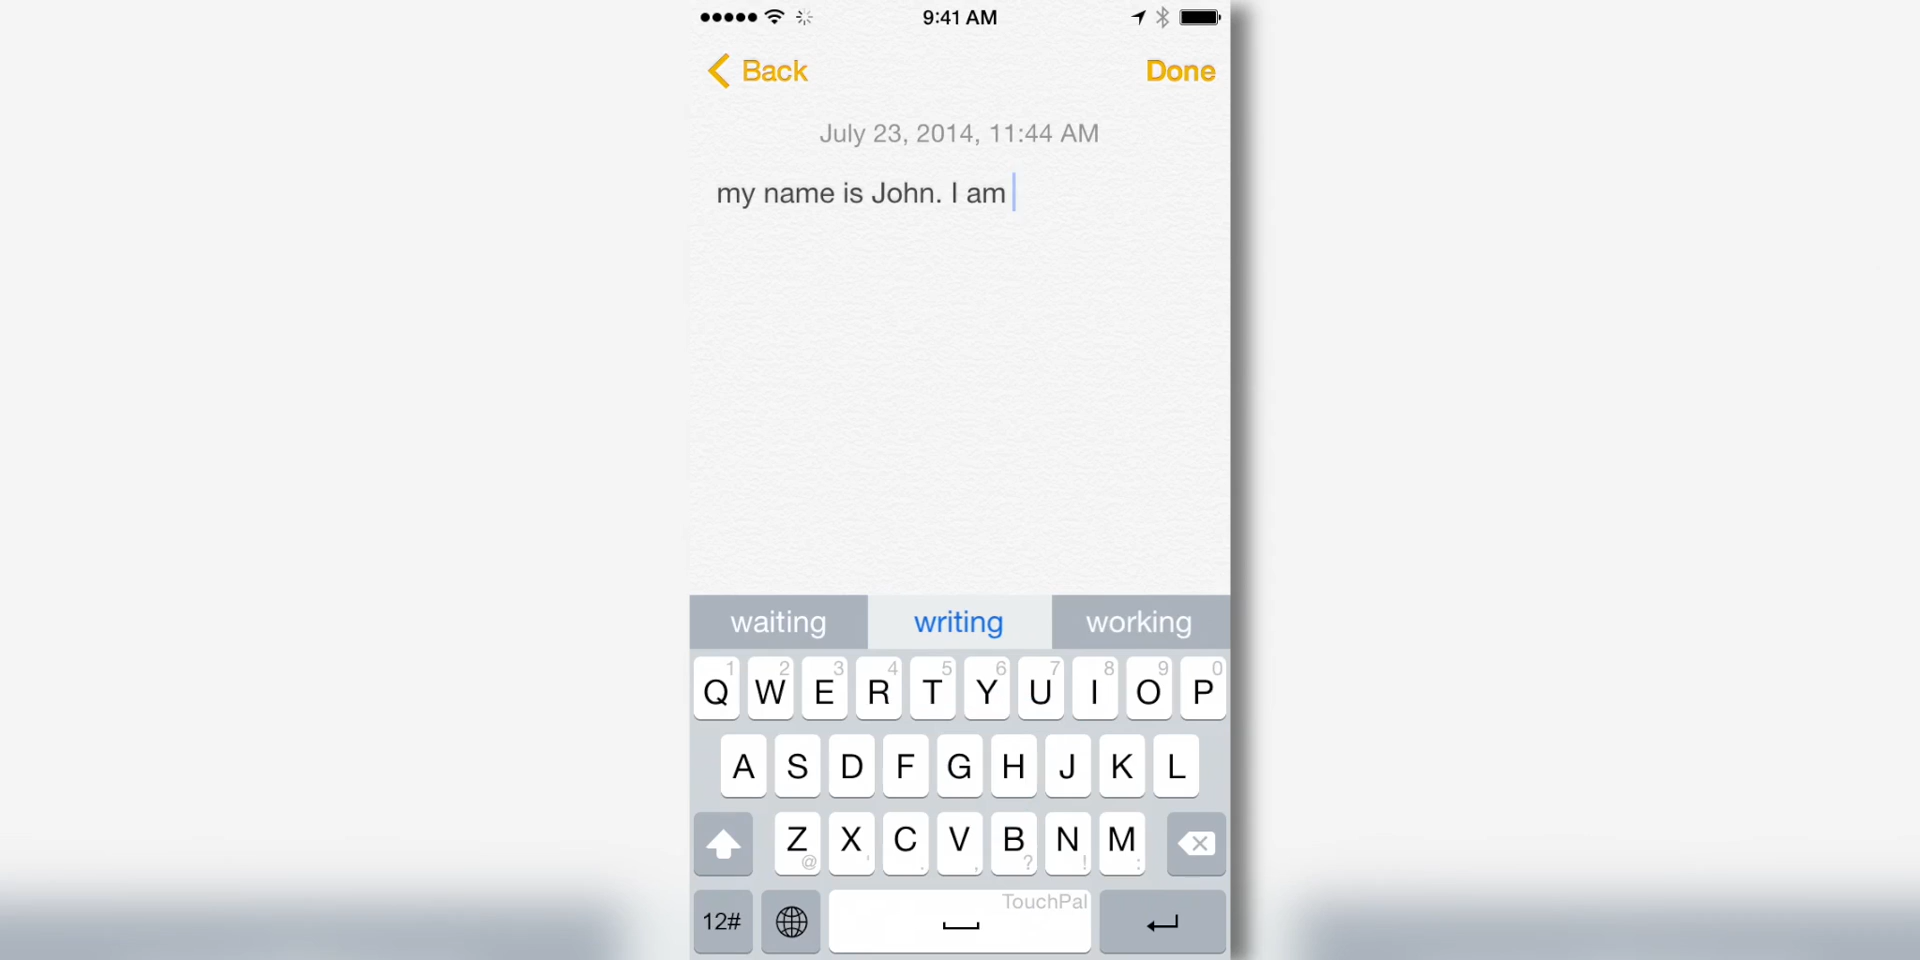 9:41 AM
Back Done
July 23, 2014, 11:44 AM
my name is John. I am
waiting writing working
1 2 3 4 5 6 7 8 9 0
Q W E R T Y U I O P
A S D F G H J K L
Z X C V B N M
@ ' . , ? ! :
TouchPal
12#